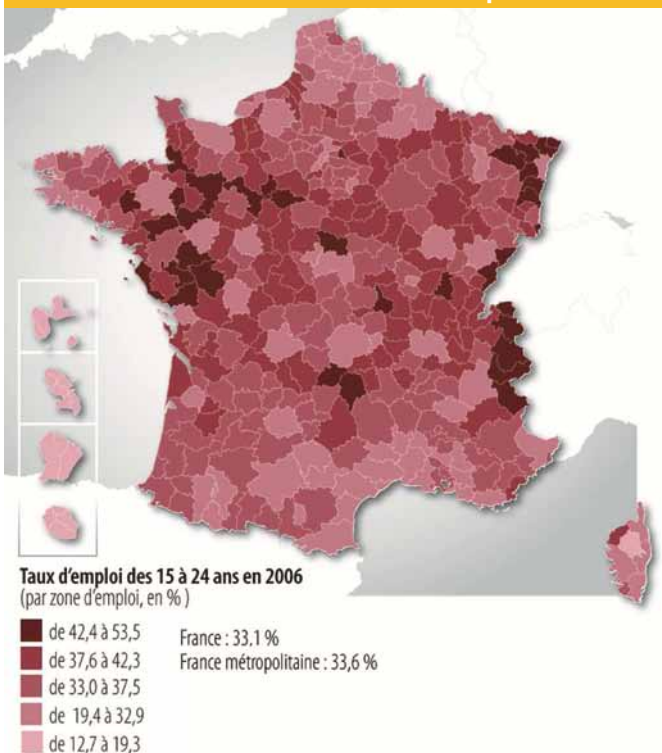 Taux d'emploi des 15 à 24 ans en 2006
(par zone d'emploi, en % )
de 42,4 à 53,5
de 37,6 à 42,3
de 33,0 à 37,5
de 19,4 à 32,9
de 12,7 à 19,3
France : 33,1 %
France métropolitaine : 33,6 %